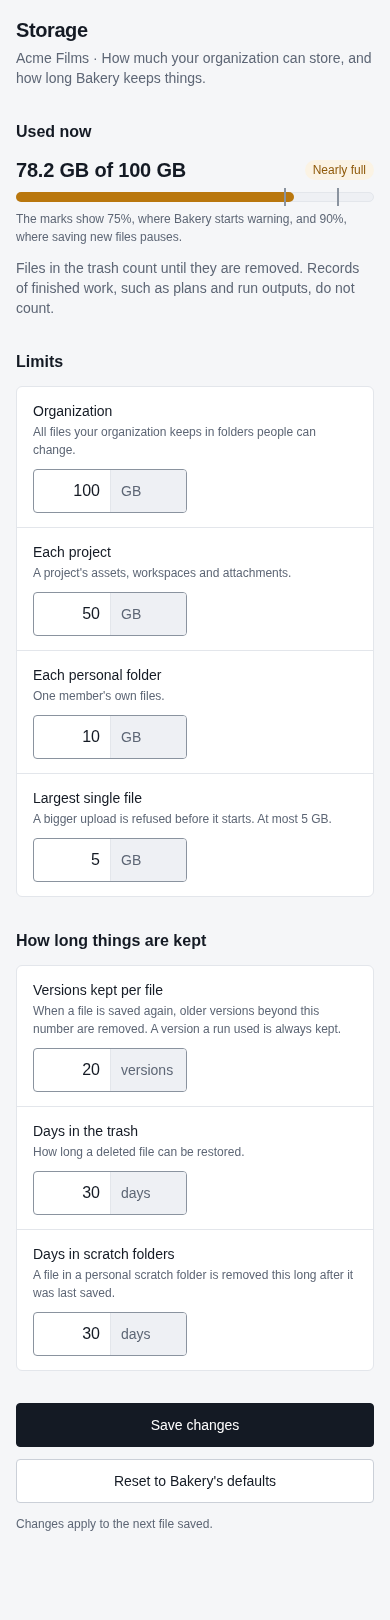 Storage
Acme Films · How much your organization can store, and
how long Bakery keeps things.
Used now
78.2 GB of 100 GB
Nearly full
The marks show 75%, where Bakery starts warning, and 90%,
where saving new files pauses.
Files in the trash count until they are removed. Records
of finished work, such as plans and run outputs, do not
count.
Limits
Organization
All files your organization keeps in folders people can
change.
100 GB
Each project
A project's assets, workspaces and attachments.
50 GB
Each personal folder
One member's own files.
10 GB
Largest single file
A bigger upload is refused before it starts. At most 5 GB.
5 GB
How long things are kept
Versions kept per file
When a file is saved again, older versions beyond this
number are removed. A version a run used is always kept.
20 versions
Days in the trash
How long a deleted file can be restored.
30 days
Days in scratch folders
A file in a personal scratch folder is removed this long after it
was last saved.
30 days
Save changes
Reset to Bakery's defaults
Changes apply to the next file saved.